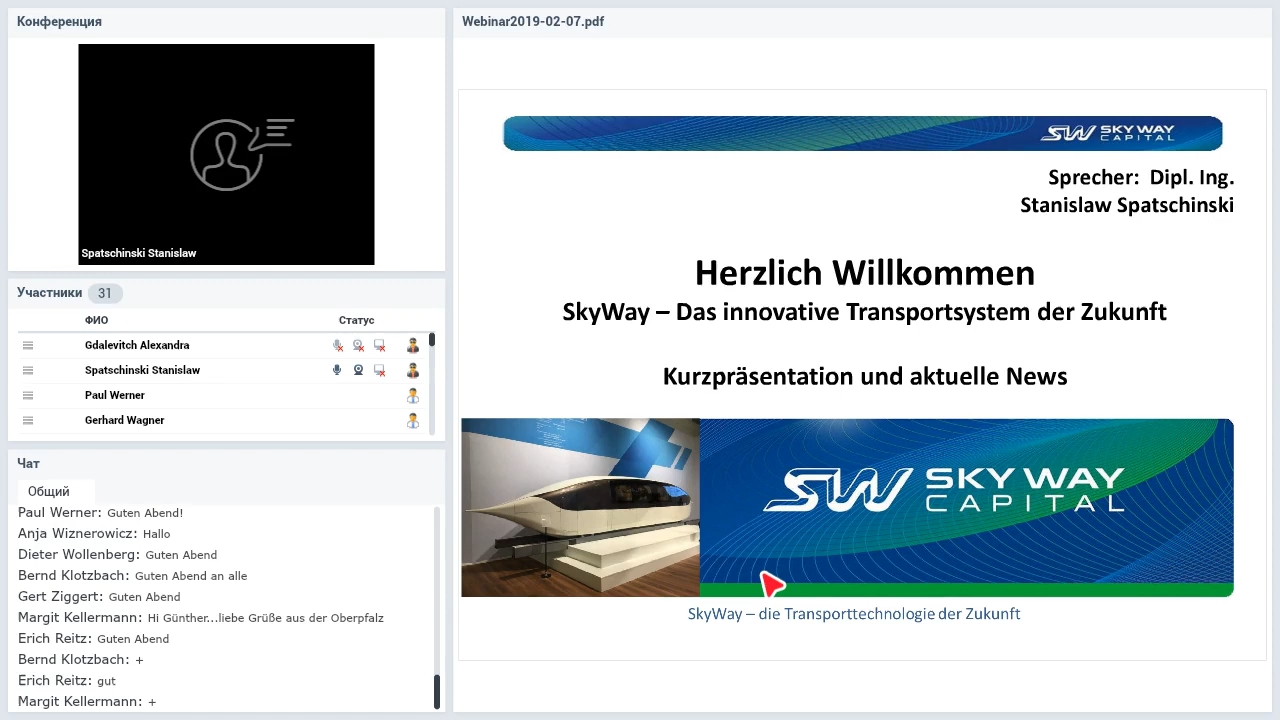 Конференция
Spatschinski Stanislaw
Участники 31
ФИО Статус
Gdalevitch Alexandra
Spatschinski Stanislaw
Paul Werner
Gerhard Wagner
Чат
Общий
Paul Werner: Guten Abend!
Anja Wiznerowicz: Hallo
Dieter Wollenberg: Guten Abend
Bernd Klotzbach: Guten Abend an alle
Gert Ziggert: Guten Abend
Margit Kellermann: Hi Günther...liebe Grüße aus der Oberpfalz
Erich Reitz: Guten Abend
Bernd Klotzbach: +
Erich Reitz: gut
Margit Kellermann: +
Webinar2019-02-07.pdf
SW SKY WAY
CAPITAL
Sprecher: Dipl. Ing.
Stanislaw Spatschinski
Herzlich Willkommen
SkyWay – Das innovative Transportsystem der Zukunft
Kurzpräsentation und aktuelle News
SW SKY WAY
CAPITAL
SkyWay – die Transporttechnologie der Zukunft